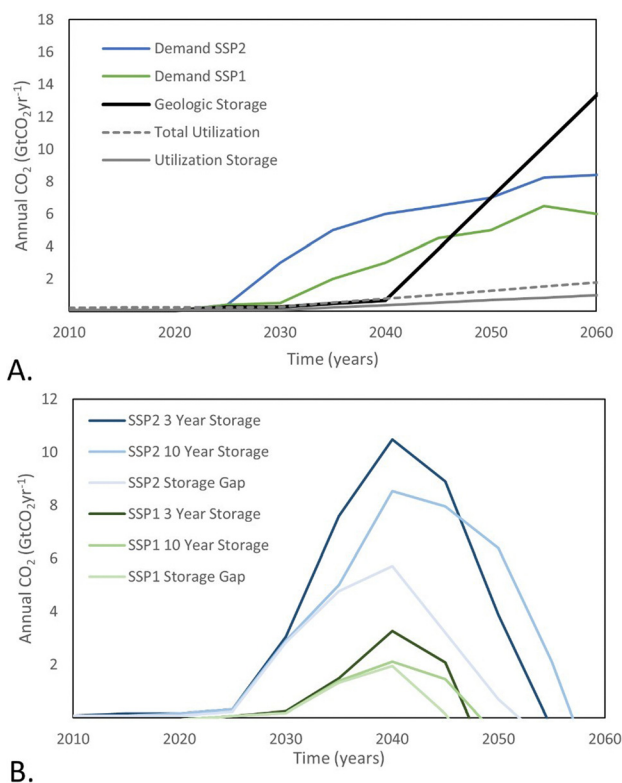 18
16
14
12
10
8
6
4
2
Annual CO2 (GtCO2yr-1)
Demand SSP2
Demand SSP1
Geologic Storage
Total Utilization
Utilization Storage
2010 2020 2030 2040 2050 2060
Time (years)
A.
12
10
8
6
4
2
Annual CO2 (GtCO2yr-1)
SSP2 3 Year Storage
SSP2 10 Year Storage
SSP2 Storage Gap
SSP1 3 Year Storage
SSP1 10 Year Storage
SSP1 Storage Gap
2010 2020 2030 2040 2050 2060
Time (years)
B.